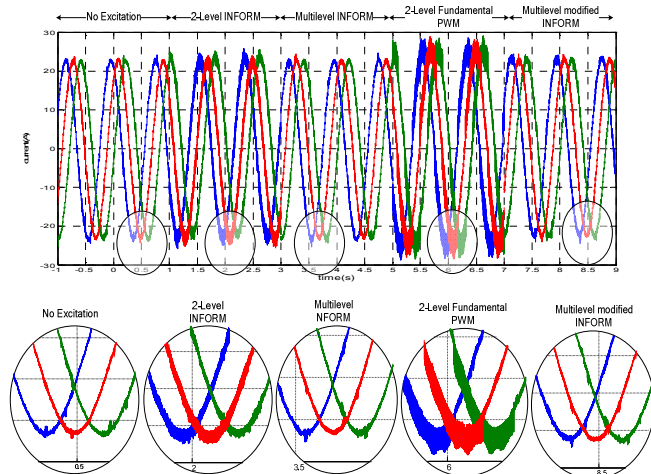 No Excitation
2-Level INFORM
Multilevel INFORM
2-Level Fundamental
PWM
Multilevel modified
INFORM
30
20
10
0
-10
-20
-30
current(A)
-1 -0.5 0 0.5 1 1.5 2 2.5 3 3.5 4 4.5 5 5.5 6 6.5 7 7.5 8 8.5 9
time(s)
No Excitation
2-Level
INFORM
Multilevel
NFORM
2-Level Fundamental
PWM
Multilevel modified
INFORM
0.5
2
3.5
6
8.5